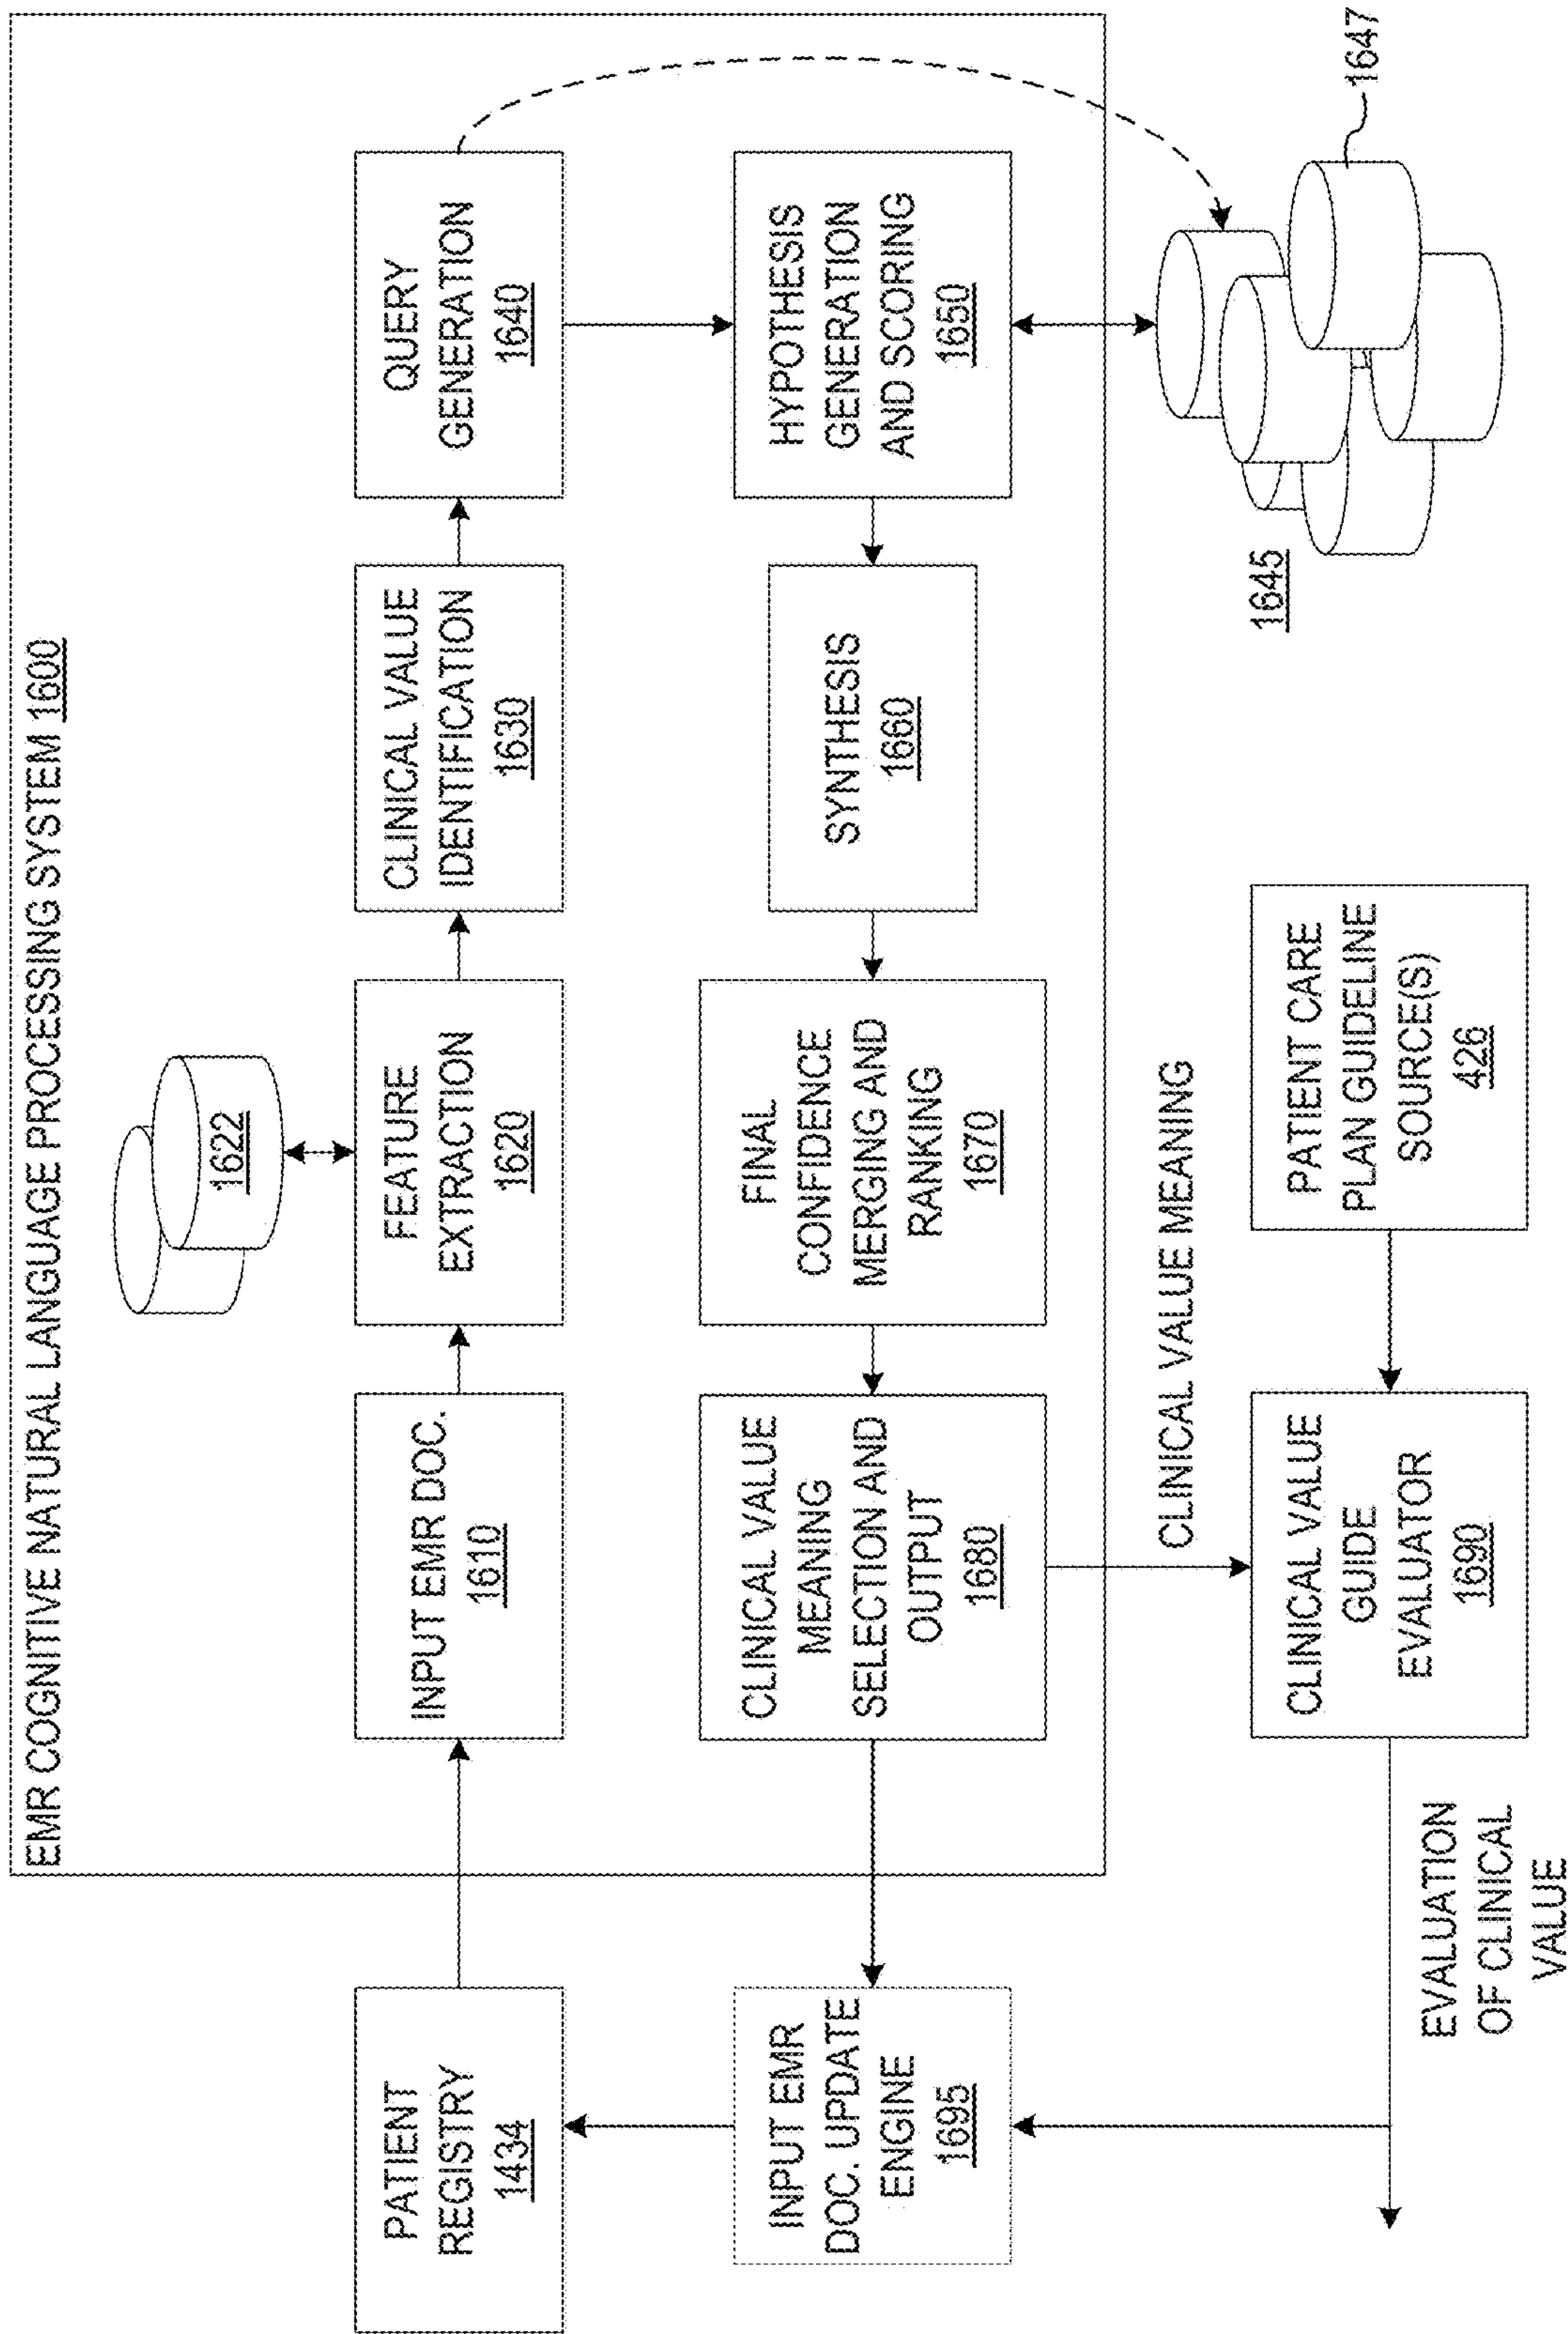 EMR COGNITIVE NATURAL LANGUAGE PROCESSING SYSTEM 1600
1622
PATIENT
REGISTRY
1434
INPUT EMR DOC.
1610
FEATURE
EXTRACTION
1620
CLINICAL VALUE
IDENTIFICATION
1630
QUERY
GENERATION
1640
INPUT EMR
DOC. UPDATE
ENGINE
1695
CLINICAL VALUE
MEANING
SELECTION AND
OUTPUT
1680
FINAL
CONFIDENCE
MERGING AND
RANKING
1670
SYNTHESIS
1660
HYPOTHESIS
GENERATION
AND SCORING
1650
CLINICAL VALUE MEANING
EVALUATION
OF CLINICAL
VALUE
CLINICAL VALUE
GUIDE
EVALUATOR
1690
PATIENT CARE
PLAN GUIDELINE
SOURCE(S)
426
1645
1647